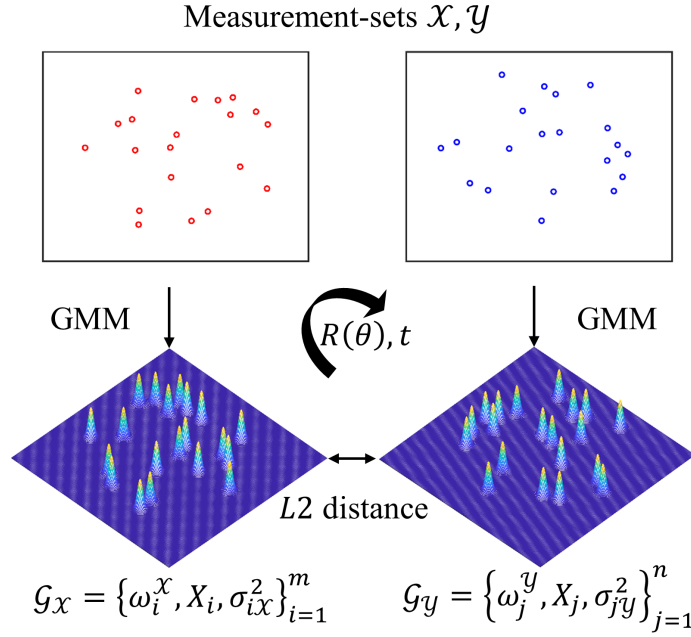 Measurement-sets 𝒳, 𝒴
GMM
R(θ), t
GMM
L2 distance
𝒢_𝒳 = {ω_i^𝒳, X_i, σ_{i𝒳}^2}_{i=1}^m
𝒢_𝒴 = {ω_j^𝒴, X_j, σ_{j𝒴}^2}_{j=1}^n